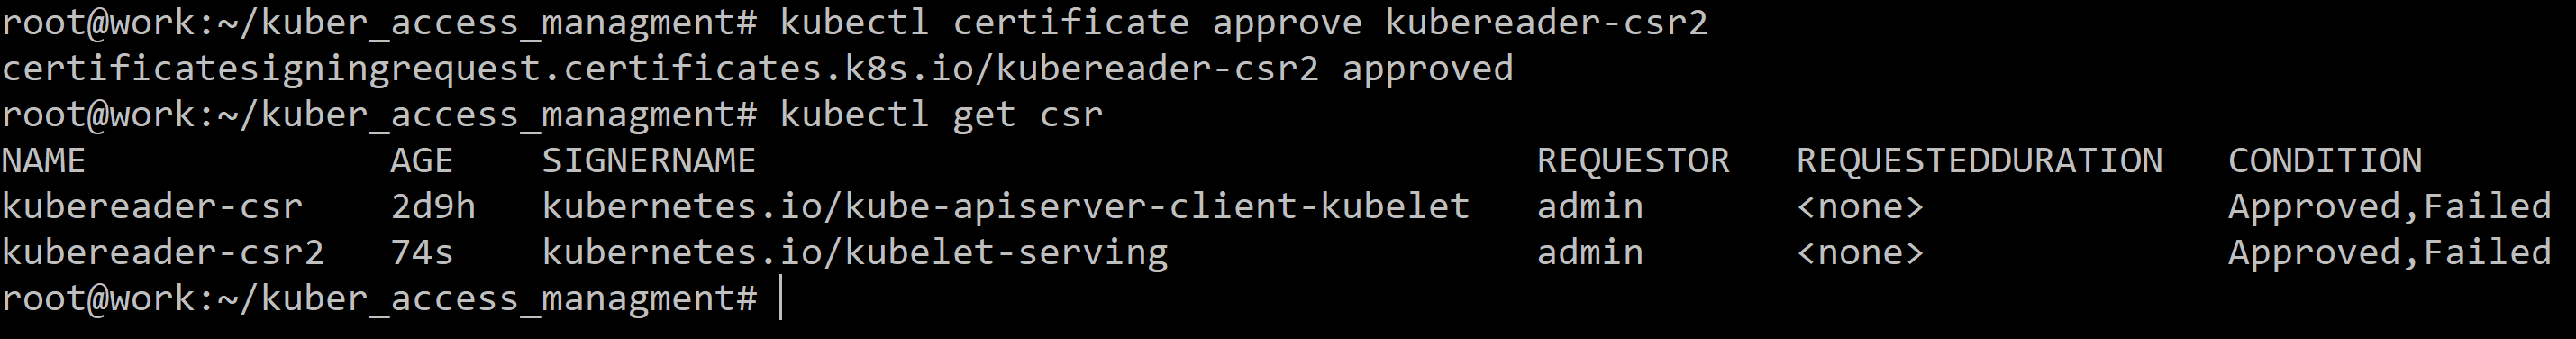 root@work:~/kuber_access_managment# kubectl certificate approve kubereader-csr2
certificatesigningrequest.certificates.k8s.io/kubereader-csr2 approved
root@work:~/kuber_access_managment# kubectl get csr
NAME              AGE    SIGNERNAME                                    REQUESTOR   REQUESTEDDURATION   CONDITION
kubereader-csr    2d9h   kubernetes.io/kube-apiserver-client-kubelet   admin       <none>              Approved,Failed
kubereader-csr2   74s    kubernetes.io/kubelet-serving                 admin       <none>              Approved,Failed
root@work:~/kuber_access_managment#